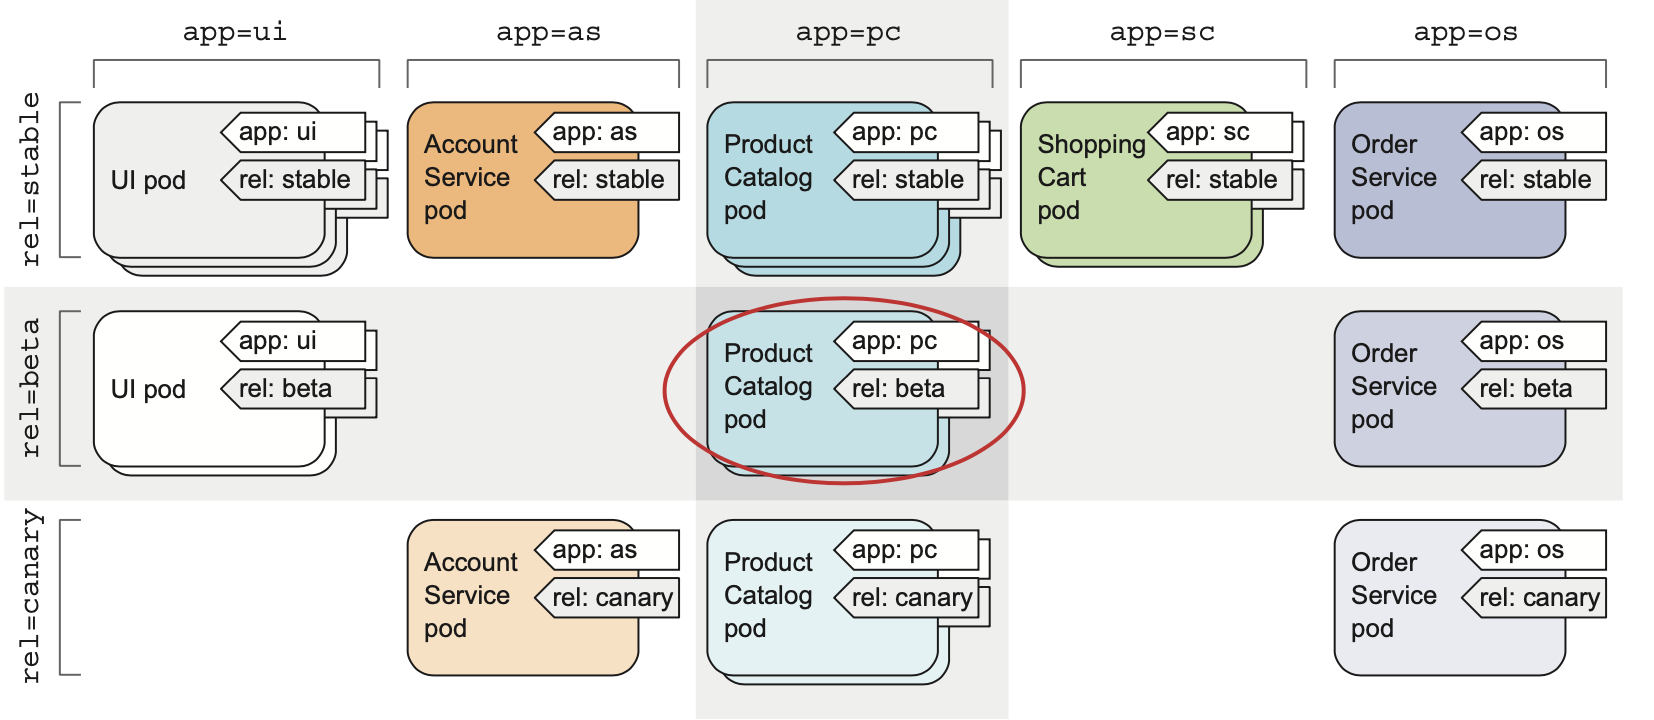 app=ui
app=as
app=pc
app=sc
app=os
rel=stable
UI pod
app: ui
rel: stable
Account
Service
pod
app: as
rel: stable
Product
Catalog
pod
app: pc
rel: stable
Shopping
Cart
pod
app: sc
rel: stable
Order
Service
pod
app: os
rel: stable
rel=beta
UI pod
app: ui
rel: beta
Product
Catalog
pod
app: pc
rel: beta
Order
Service
pod
app: os
rel: beta
rel=canary
Account
Service
pod
app: as
rel: canary
Product
Catalog
pod
app: pc
rel: canary
Order
Service
pod
app: os
rel: canary